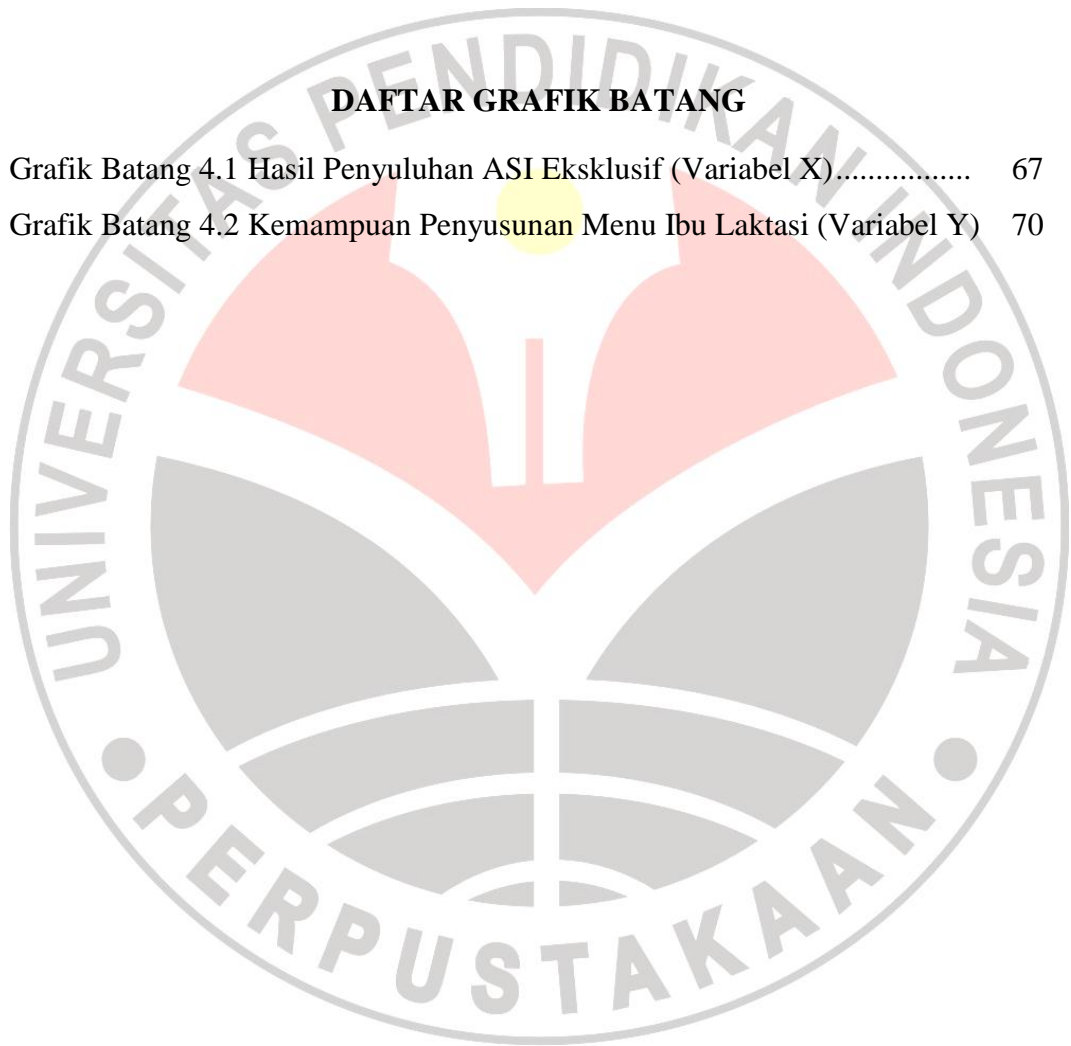 DAFTAR GRAFIK BATANG
Grafik Batang 4.1 Hasil Penyuluhan ASI Eksklusif (Variabel X)................. 67
Grafik Batang 4.2 Kemampuan Penyusunan Menu Ibu Laktasi (Variabel Y) 70
UNIVERSITAS PENDIDIKAN INDONESIA
PERPUSTAKAAN